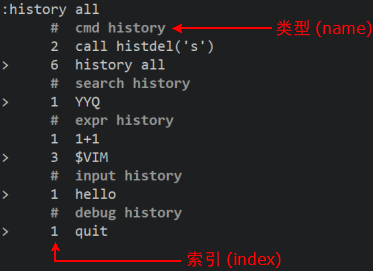 :history all
# cmd history
类型 (name)
2 call histdel('s')
> 6 history all
# search history
> 1 YYQ
# expr history
1 1+1
> 3 $VIM
# input history
> 1 hello
# debug history
> 1 quit
索引 (index)